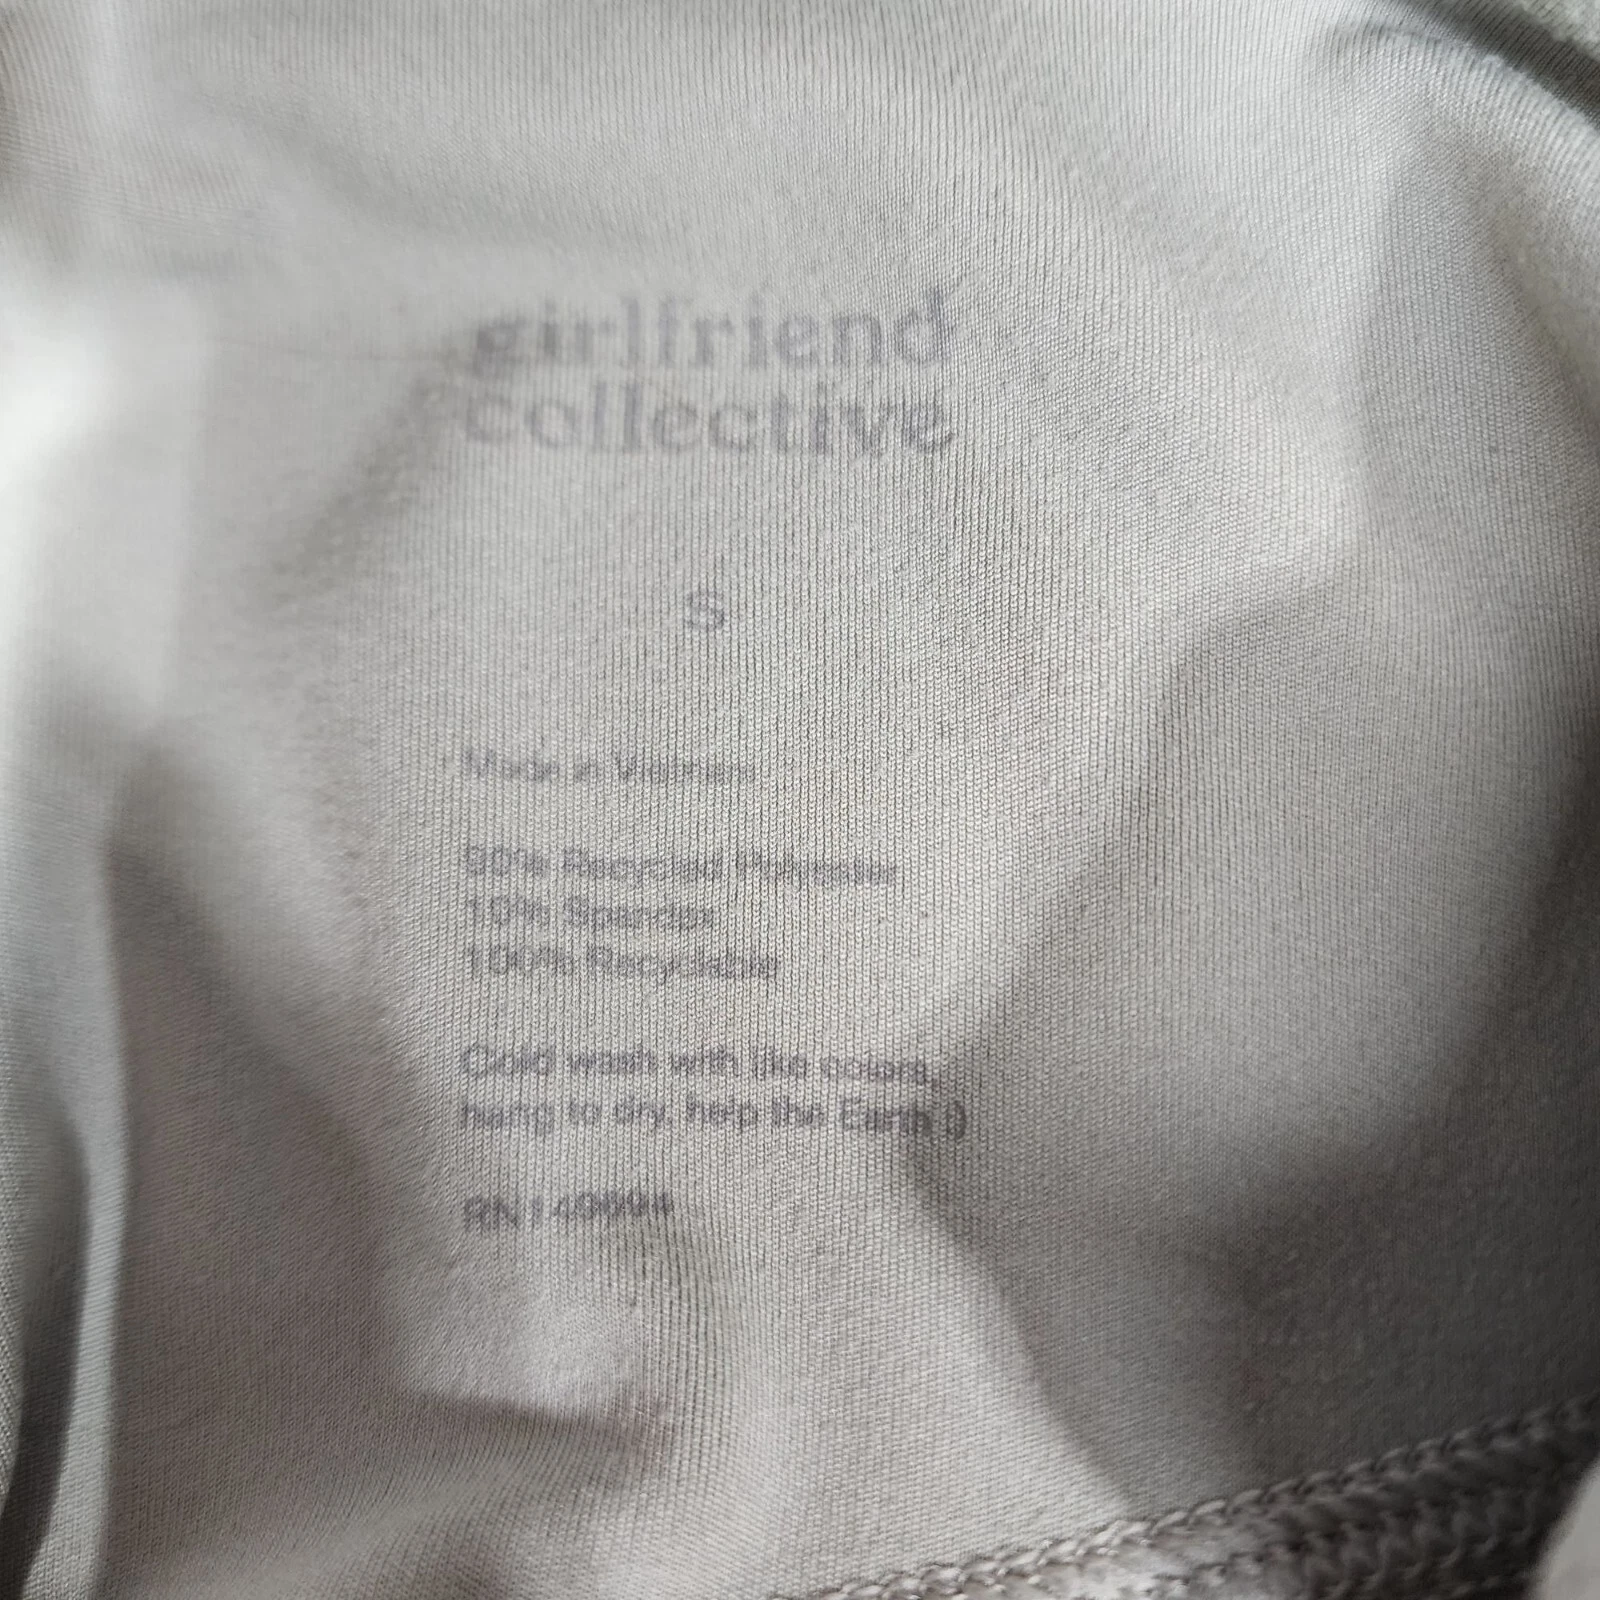 girlfriend
collective
S
Made in Vietnam
90% Recycled Polyester
10% Spandex
100% Recyclable
Cold wash with like colors,
hang to dry, help the Earth :)